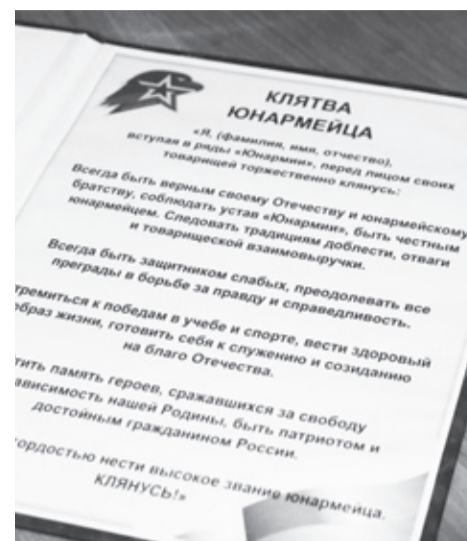 КЛЯТВА
ЮНАРМЕЙЦА
«Я, (фамилия, имя, отчество),
вступая в ряды «Юнармии», перед лицом своих
товарищей торжественно клянусь:
Всегда быть верным своему Отечеству и юнармейскому
братству, соблюдать устав «Юнармии», быть честным
юнармейцем. Следовать традициям доблести, отваги
и товарищеской взаимовыручки.
Всегда быть защитником слабых, преодолевать все
преграды в борьбе за правду и справедливость.
тремиться к победам в учебе и спорте, вести здоровый
образ жизни, готовить себя к служению и созиданию
на благо Отечества.
тить память героев, сражавшихся за свободу
ависимость нашей Родины, быть патриотом и
достойным гражданином России.
ордостью нести высокое звание юнармейца.
КЛЯНУСЬ!»